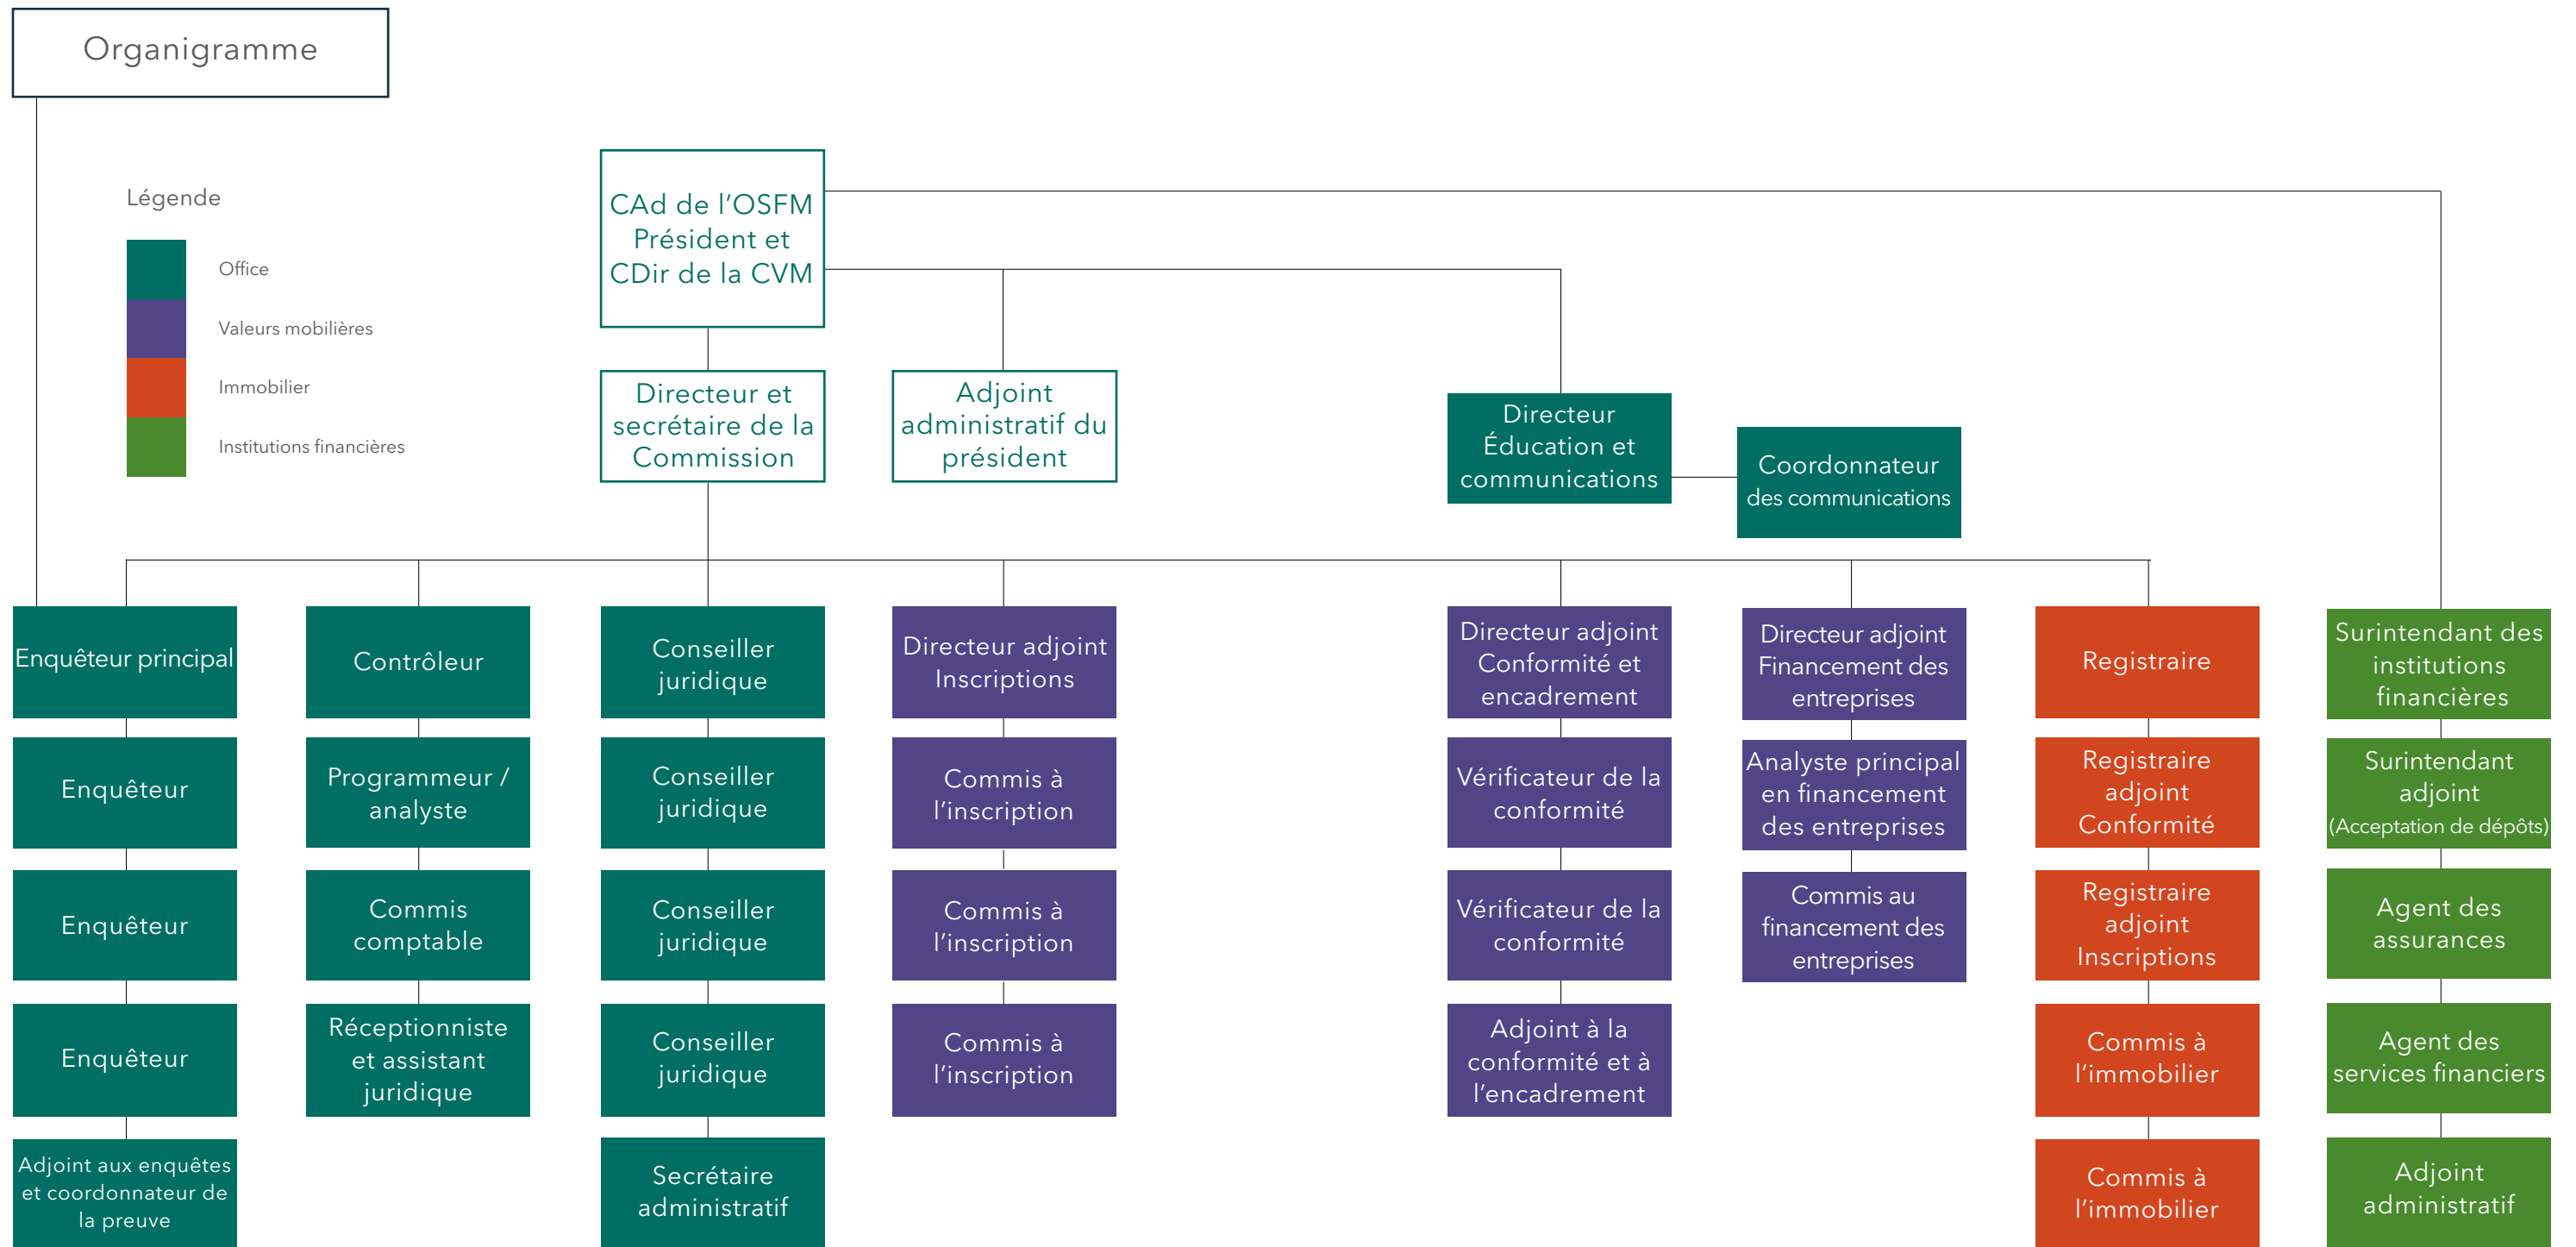 Organigramme
Légende
Office
Valeurs mobilières
Immobilier
Institutions financières
CAd de l'OSFM
Président et
CDir de la CVM
Directeur et
secrétaire de la
Commission
Adjoint
administratif du
président
Directeur
Éducation et
communications
Coordonnateur
des communications
Enquêteur principal
Enquêteur
Enquêteur
Enquêteur
Adjoint aux enquêtes
et coordonnateur de
la preuve
Contrôleur
Programmeur /
analyste
Commis
comptable
Réceptionniste
et assistant
juridique
Conseiller
juridique
Conseiller
juridique
Conseiller
juridique
Conseiller
juridique
Secrétaire
administratif
Directeur adjoint
Inscriptions
Commis à
l'inscription
Commis à
l'inscription
Commis à
l'inscription
Directeur adjoint
Conformité et
encadrement
Vérificateur de la
conformité
Vérificateur de la
conformité
Adjoint à la
conformité et à
l'encadrement
Directeur adjoint
Financement des
entreprises
Analyste principal
en financement
des entreprises
Commis au
financement des
entreprises
Registraire
Registraire
adjoint
Conformité
Registraire
adjoint
Inscriptions
Commis à
l'immobilier
Commis à
l'immobilier
Surintendant des
institutions
financières
Surintendant
adjoint
(Acceptation de dépôts)
Agent des
assurances
Agent des
services financiers
Adjoint
administratif